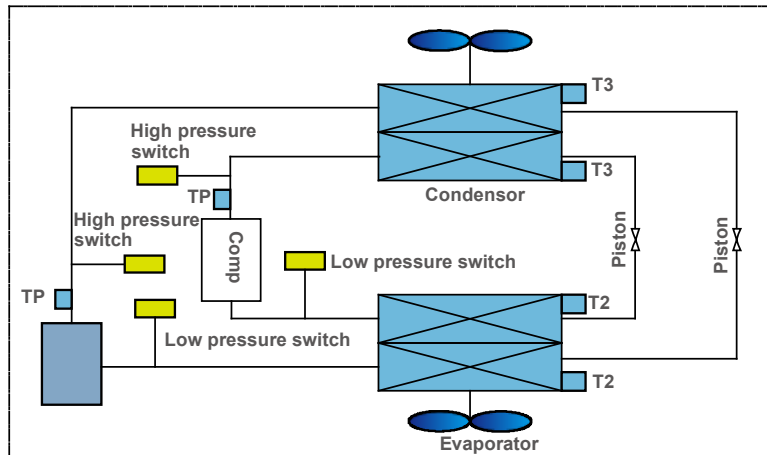 T3
High pressure
switch
T3
TP
Condensor
High pressure
switch
Comp
Piston
Piston
Low pressure switch
TP
T2
Low pressure switch
T2
Evaporator